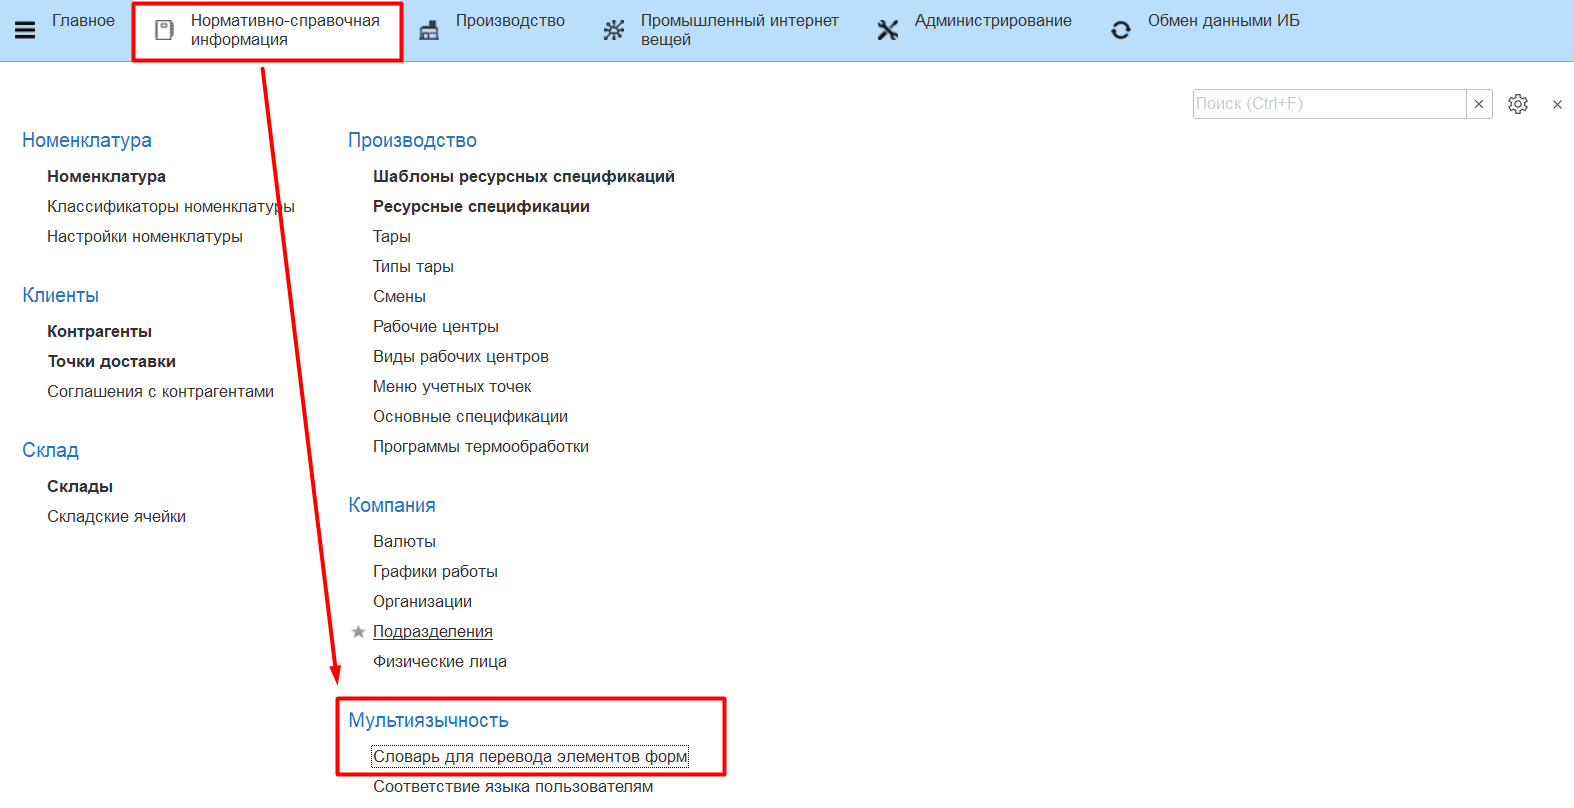 Главное
Нормативно-справочная
информация
Производство
Промышленный интернет
вещей
Администрирование
Обмен данными ИБ
Поиск (Ctrl+F)
Номенклатура
Номенклатура
Классификаторы номенклатуры
Настройки номенклатуры
Клиенты
Контрагенты
Точки доставки
Соглашения с контрагентами
Склад
Склады
Складские ячейки
Производство
Шаблоны ресурсных спецификаций
Ресурсные спецификации
Тары
Типы тары
Смены
Рабочие центры
Виды рабочих центров
Меню учетных точек
Основные спецификации
Программы термообработки
Компания
Валюты
Графики работы
Организации
Подразделения
Физические лица
Мультиязычность
Словарь для перевода элементов форм
Соответствие языка пользователям